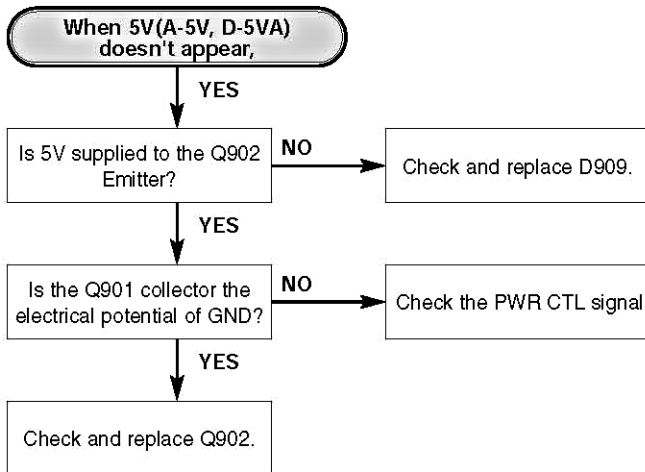 When 5V(A-5V, D-5VA)
doesn't appear,
YES
Is 5V supplied to the Q902
Emitter?
NO
Check and replace D909.
YES
Is the Q901 collector the
electrical potential of GND?
NO
Check the PWR CTL signal
YES
Check and replace Q902.